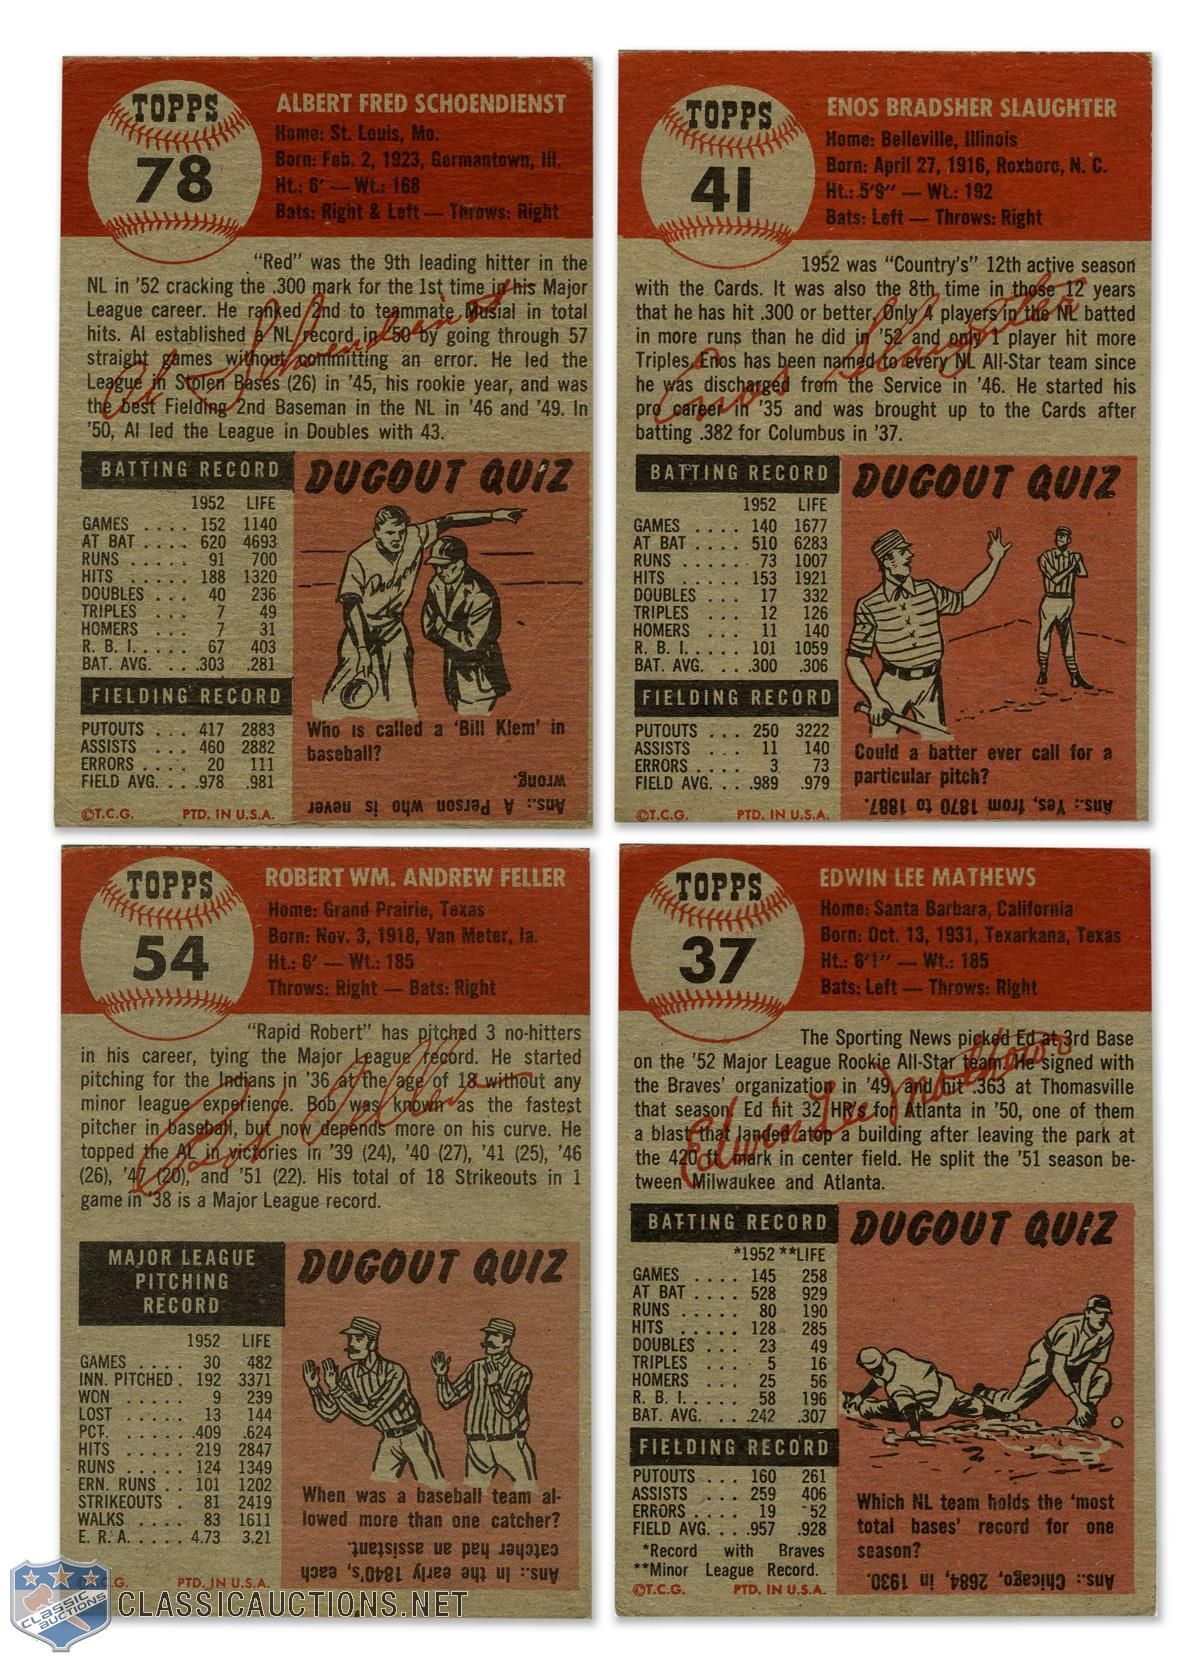 TOPPS
78
ALBERT FRED SCHOENDIENST
Home: St. Louis, Mo.
Born: Feb. 2, 1923, Germantown, Ill.
Ht.: 6' — Wt.: 168
Bats: Right & Left — Throws: Right
"Red" was the 9th leading hitter in the
NL in '52 cracking the .300 mark for the 1st time in his Major
League career. He ranked 2nd to teammate Musial in total
hits. Al established a NL record in '50 by going through 57
straight games without committing an error. He led the
League in Stolen Bases (26) in '45, his rookie year, and was
the best Fielding 2nd Baseman in the NL in '46 and '49. In
'50, Al led the League in Doubles with 43.
Al Schoendienst
BATTING RECORD
1952 LIFE
GAMES .... 152 1140
AT BAT .... 620 4693
RUNS .... 91 700
HITS .... 188 1320
DOUBLES .. 40 236
TRIPLES ... 7 49
HOMERS ... 7 31
R. B. I. .... 67 403
BAT. AVG. ... .303 .281
FIELDING RECORD
PUTOUTS ... 417 2883
ASSISTS ... 460 2882
ERRORS .... 20 111
FIELD AVG. .. .978 .981
©T.C.G. PTD. IN U.S.A.
DUGOUT QUIZ
Who is called a 'Bill Klem' in
baseball?
Ans.: A Person who is never
wrong.
TOPPS
41
ENOS BRADSHER SLAUGHTER
Home: Belleville, Illinois
Born: April 27, 1916, Roxboro, N. C.
Ht.: 5'9" — Wt.: 192
Bats: Left — Throws: Right
1952 was "Country's" 12th active season
with the Cards. It was also the 8th time in those 12 years
that he has hit .300 or better. Only 4 players in the NL batted
in more runs than he did in '52 and only 1 player hit more
Triples. Enos has been named to every NL All-Star team since
he was discharged from the Service in '46. He started his
pro career in '35 and was brought up to the Cards after
batting .382 for Columbus in '37.
Enos Slaughter
BATTING RECORD
1952 LIFE
GAMES .... 140 1677
AT BAT .... 510 6283
RUNS .... 73 1007
HITS .... 153 1921
DOUBLES .. 17 332
TRIPLES ... 12 126
HOMERS ... 11 140
R. B. I. .... 101 1059
BAT. AVG. ... .300 .306
FIELDING RECORD
PUTOUTS ... 250 3222
ASSISTS .... 11 140
ERRORS .... 3 73
FIELD AVG. .. .989 .979
©T.C.G. PTD. IN U.S.A.
DUGOUT QUIZ
Could a batter ever call for a
particular pitch?
Ans.: Yes, from 1870 to 1887.
TOPPS
54
ROBERT WM. ANDREW FELLER
Home: Grand Prairie, Texas
Born: Nov. 3, 1918, Van Meter, Ia.
Ht.: 6' — Wt.: 185
Throws: Right — Bats: Right
"Rapid Robert" has pitched 3 no-hitters
in his career, tying the Major League record. He started
pitching for the Indians in '36 at the age of 18 without any
minor league experience. Bob was known as the fastest
pitcher in baseball, but now depends more on his curve. He
topped the AL in victories in '39 (24), '40 (27), '41 (25), '46
(26), '47 (20), and '51 (22). His total of 18 Strikeouts in 1
game in '38 is a Major League record.
Bob Feller
MAJOR LEAGUE
PITCHING
RECORD
1952 LIFE
GAMES .... 30 482
INN. PITCHED . 192 3371
WON .... 9 239
LOST .... 13 144
PCT. .... .409 .624
HITS .... 219 2847
RUNS .... 124 1349
ERN. RUNS .. 101 1202
STRIKEOUTS . 81 2419
WALKS .... 83 1611
E. R. A. .... 4.73 3.21
.G. PTD. IN U.S.A.
DUGOUT QUIZ
When was a baseball team al-
lowed more than one catcher?
Ans.: In the early 1840's, each
catcher had an assistant.
TOPPS
37
EDWIN LEE MATHEWS
Home: Santa Barbara, California
Born: Oct. 13, 1931, Texarkana, Texas
Ht.: 6'1" — Wt.: 185
Bats: Left — Throws: Right
The Sporting News picked Ed at 3rd Base
on the '52 Major League Rookie All-Star team. He signed with
the Braves' organization in '49, and hit .363 at Thomasville
that season. Ed hit 32 HR's for Atlanta in '50, one of them
a blast that landed atop a building after leaving the park at
the 420 ft. mark in center field. He split the '51 season be-
tween Milwaukee and Atlanta.
Edwin Lee Mathews
BATTING RECORD
*1952 **LIFE
GAMES .... 145 258
AT BAT .... 528 929
RUNS .... 80 190
HITS .... 128 285
DOUBLES .. 23 49
TRIPLES ... 5 16
HOMERS ... 25 56
R. B. I. .... 58 196
BAT. AVG. ... .242 .307
FIELDING RECORD
PUTOUTS ... 160 261
ASSISTS ... 259 406
ERRORS .... 19 52
FIELD AVG. .. .957 .928
*Record with Braves
**Minor League Record.
©T.C.G. PTD. IN U.S.A.
DUGOUT QUIZ
Which NL team holds the 'most
total bases' record for one
season?
Ans.: Chicago, 2684, in 1930.
CLASSIC
AUCTIONS
CLASSICAUCTIONS.NET